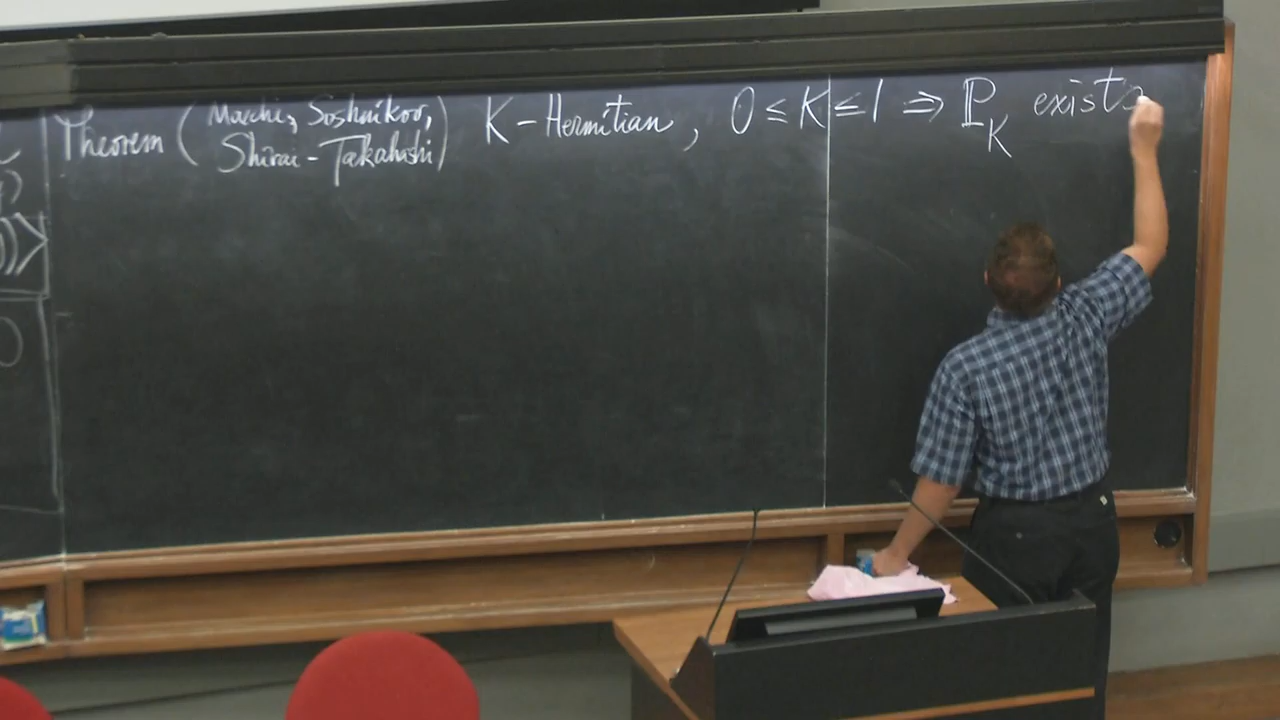 Theorem (Macchi, Soshnikov,
Shirai-Takahashi) K-Hermitian, 0 ≤ K ≤ 1 ⇒ ℙ_K exists